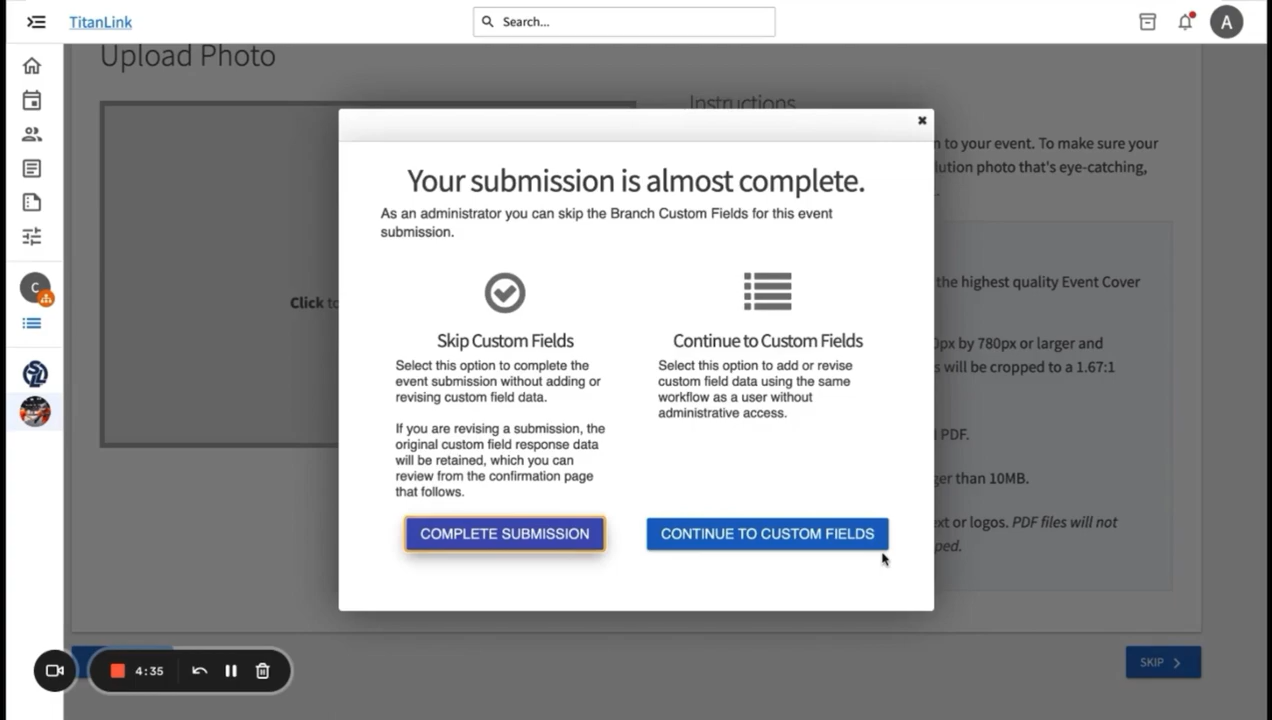 TitanLink
Search...
A
Upload Photo
Instructions
n to your event. To make sure your
lution photo that's eye-catching,
Click to
the highest quality Event Cover
0px by 780px or larger and
s will be cropped to a 1.67:1
d PDF.
ger than 10MB.
ext or logos. PDF files will not
ped.
C
Your submission is almost complete.
As an administrator you can skip the Branch Custom Fields for this event
submission.
Skip Custom Fields
Select this option to complete the
event submission without adding or
revising custom field data.
If you are revising a submission, the
original custom field response data
will be retained, which you can
review from the confirmation page
that follows.
COMPLETE SUBMISSION
Continue to Custom Fields
Select this option to add or revise
custom field data using the same
workflow as a user without
administrative access.
CONTINUE TO CUSTOM FIELDS
4:35
SKIP